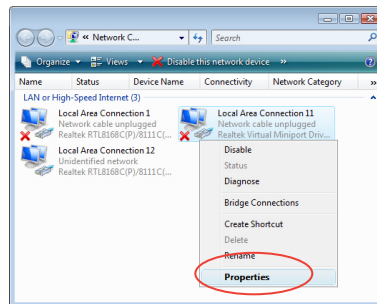 « Network C...
Search
Organize
Views
Disable this network device
»
Name
Status
Device Name
Connectivity
Network Category
»
LAN or High-Speed Internet (3)
Local Area Connection 1
Network cable unplugged
Realtek RTL8168C(P)/8111C(...
Local Area Connection 11
Network cable unplugged
Realtek Virtual Miniport Driv...
Local Area Connection 12
Unidentified network
Realtek RTL8168C(P)/8111C(...
Disable
Status
Diagnose
Bridge Connections
Create Shortcut
Delete
Rename
Properties